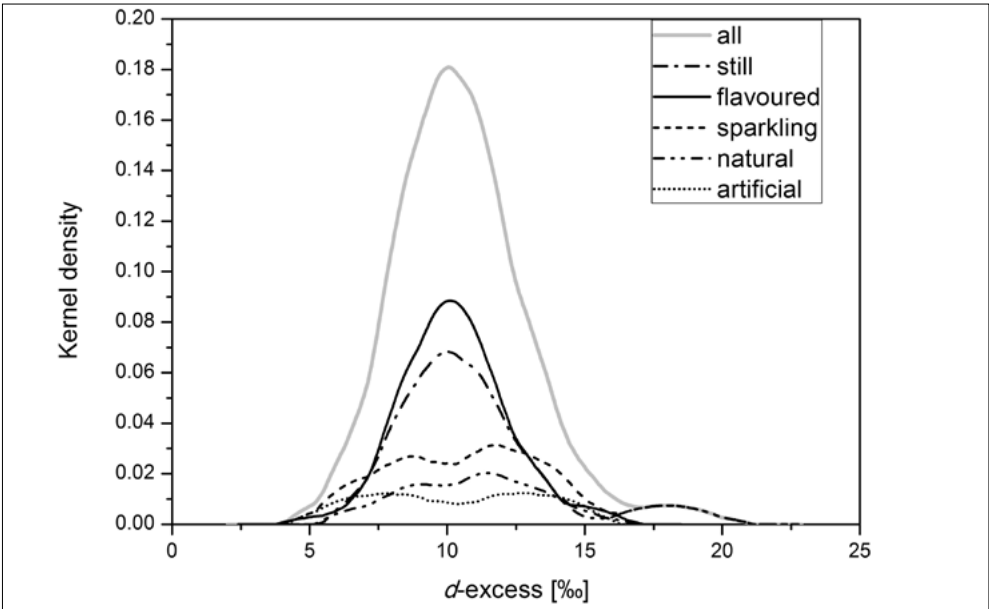 0.20
0.18
0.16
0.14
0.12
0.10
0.08
0.06
0.04
0.02
0.00
Kernel density
all
still
flavoured
sparkling
natural
artificial
0 5 10 15 20 25
d-excess [‰]